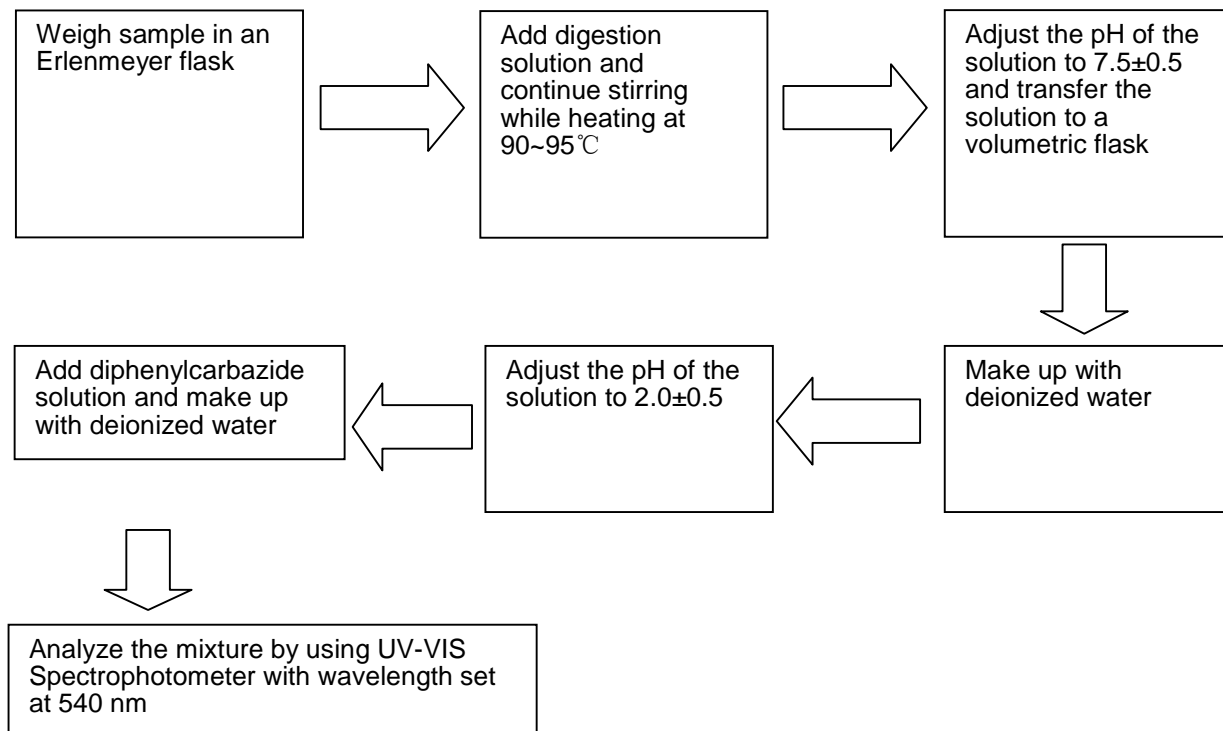 Weigh sample in an
Erlenmeyer flask
Add digestion
solution and
continue stirring
while heating at
90~95℃
Adjust the pH of the
solution to 7.5±0.5
and transfer the
solution to a
volumetric flask
Make up with
deionized water
Adjust the pH of the
solution to 2.0±0.5
Add diphenylcarbazide
solution and make up
with deionized water
Analyze the mixture by using UV-VIS
Spectrophotometer with wavelength set
at 540 nm